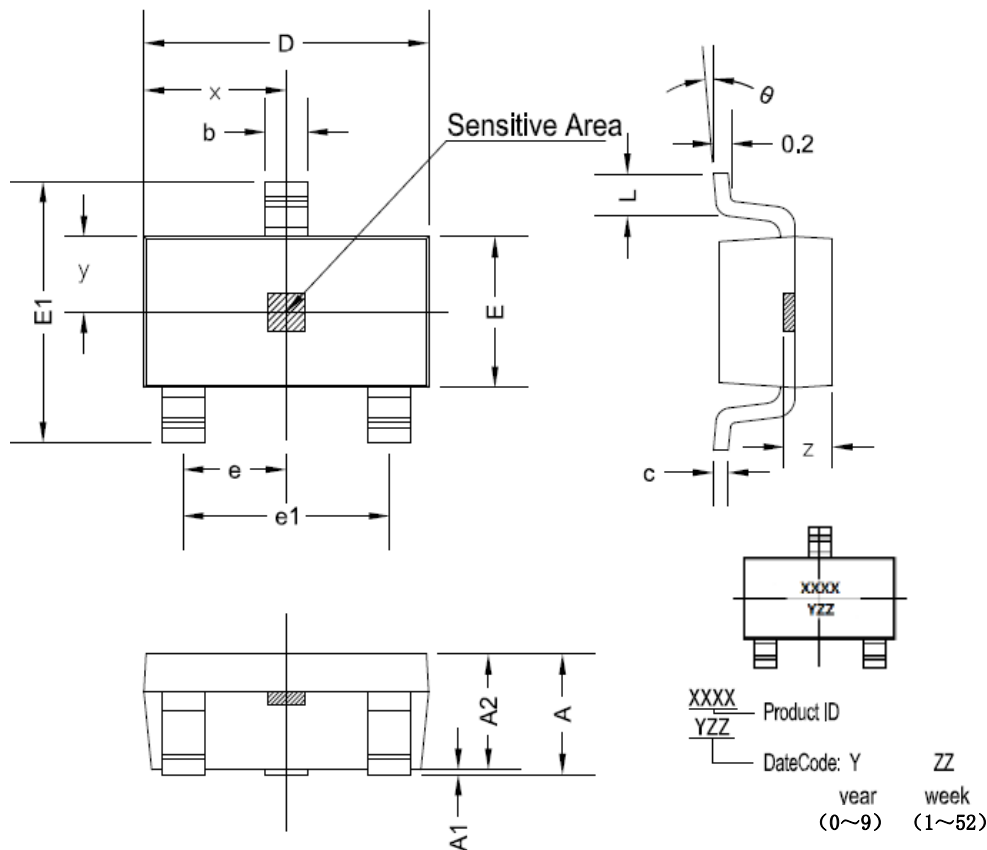 D
x
b
Sensitive Area
θ
0.2
L
y
E1
E
e
e1
c
z
XXXX
YZZ
A2
A
A1
XXXX
Product ID
YZZ
DateCode: Y ZZ
year week
(0～9) (1～52)